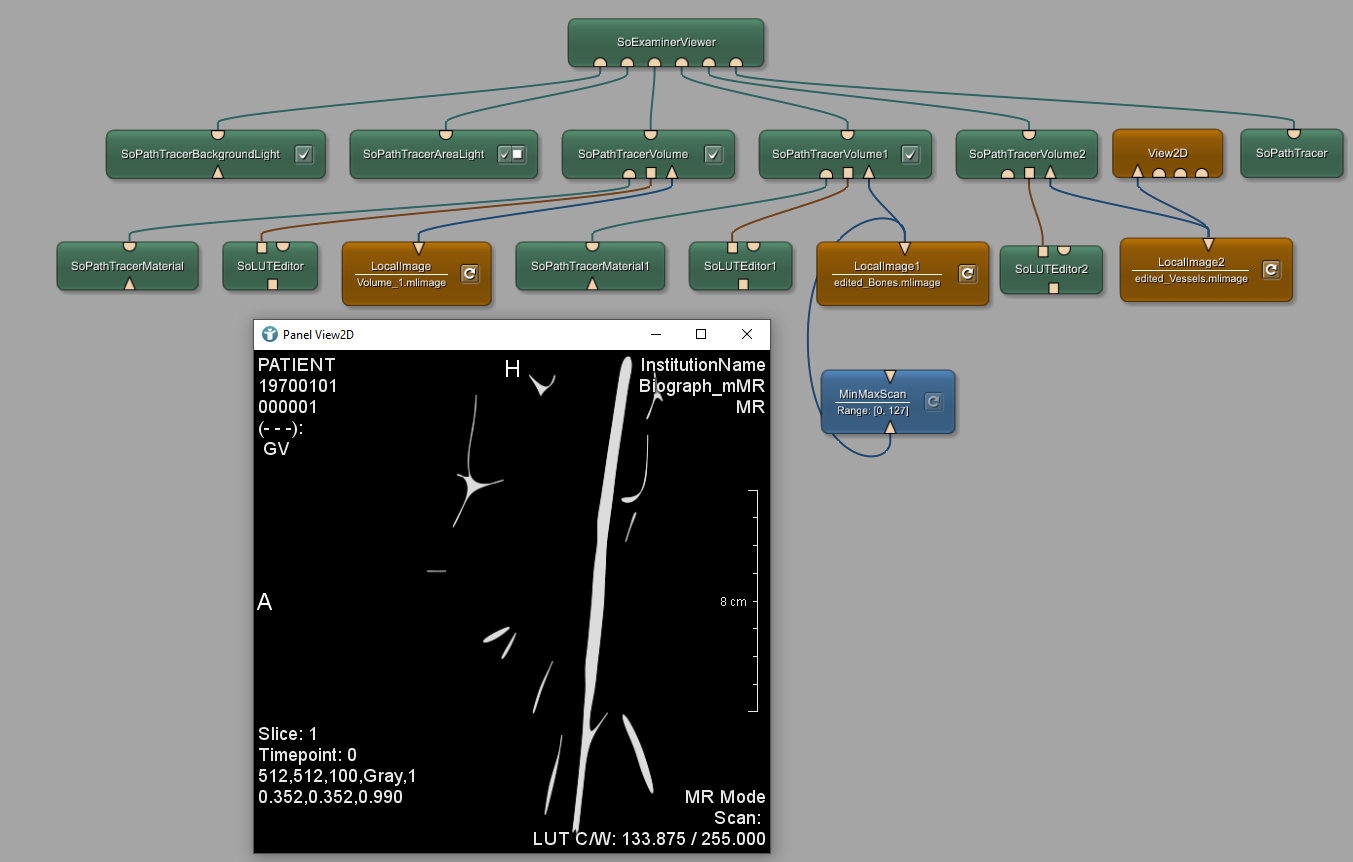 SoExaminerViewer
SoPathTracerBackgroundLight
SoPathTracerAreaLight
SoPathTracerVolume
SoPathTracerVolume1
SoPathTracerVolume2
View2D
SoPathTracer
SoPathTracerMaterial
SoLUTEditor
LocalImage
Volume_1.mlimage
SoPathTracerMaterial1
SoLUTEditor1
LocalImage1
edited_Bones.mlimage
SoLUTEditor2
LocalImage2
edited_Vessels.mlimage
MinMaxScan
Range: [0, 127]
Panel View2D
PATIENT
19700101
000001
(- - -):
GV
H
InstitutionName
Biograph_mMR
MR
A
8 cm
Slice: 1
Timepoint: 0
512,512,100,Gray,1
0.352,0.352,0.990
MR Mode
Scan:
LUT C/W: 133.875 / 255.000